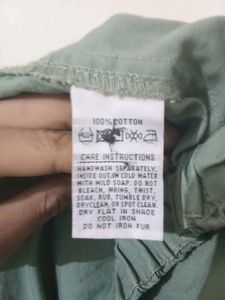 100% COTTON
CARE INSTRUCTIONS
HANDWASH SEPARATELY,
INSIDE OUT IN COLD WATER
WITH MILD SOAP. DO NOT
BLEACH, WRING, TWIST,
SOAK, RUB, TUMBLE DRY,
DRYCLEAN, OR SPOT CLEAN.
DRY FLAT IN SHADE
COOL IRON
DO NOT IRON FUR